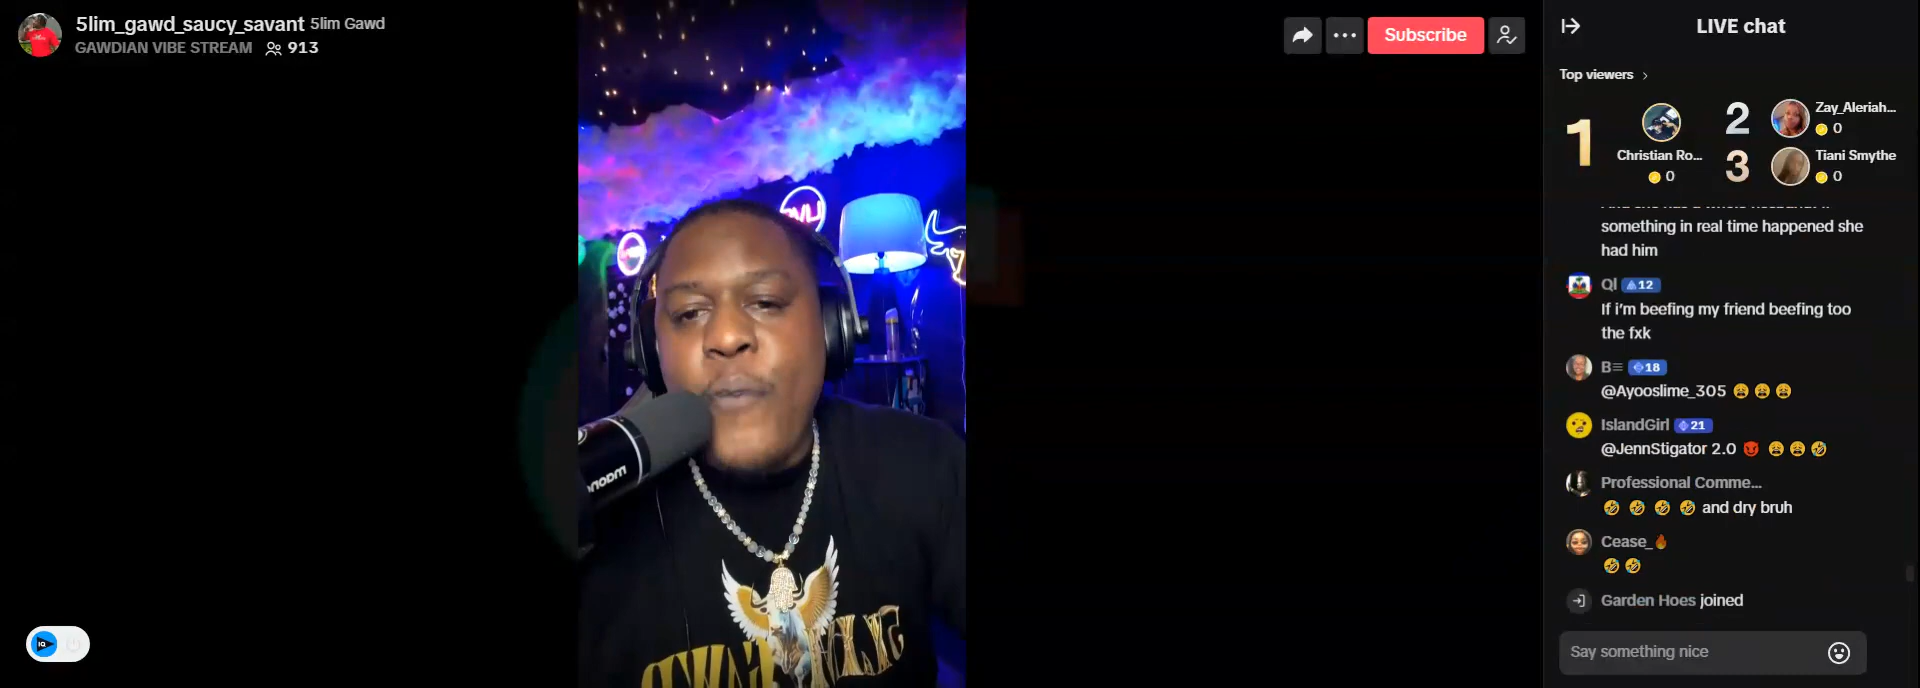 5lim_gawd_saucy_savant 5lim Gawd
GAWDIAN VIBE STREAM 913
Subscribe
LIVE chat
Top viewers
1
Christian Ro...
0
2
Zay_Aleriah...
0
3
Tiani Smythe
0
something in real time happened she
had him
Ql 12
If i'm beefing my friend beefing too
the fxk
B 18
@Ayooslime_305 😩 😩 😩
IslandGirl 21
@JennStigator 2.0 😈 😩 😩 🤣
Professional Comme...
🤣 🤣 🤣 🤣 and dry bruh
Cease_🔥
🤣 🤣
Garden Hoes joined
Say something nice